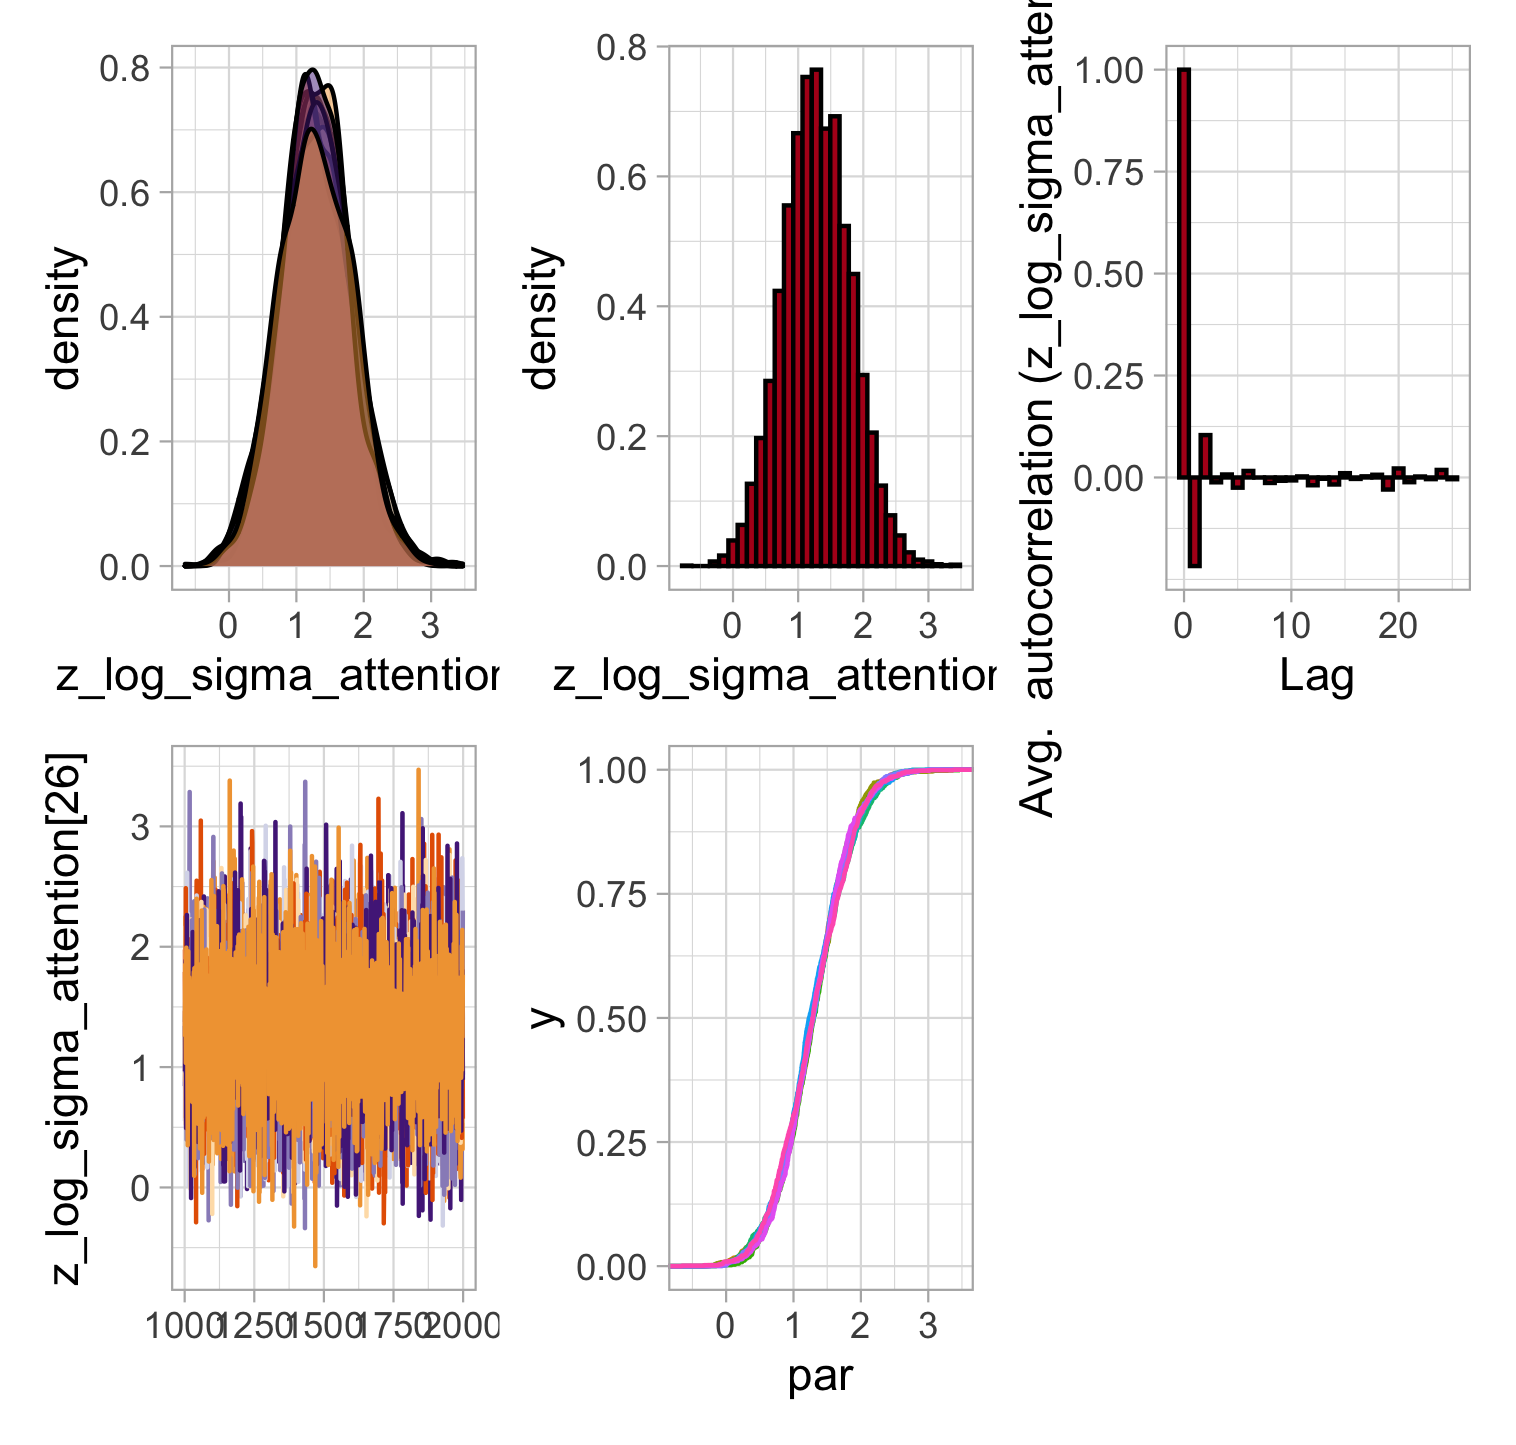 density
0.8
0.6
0.4
0.2
0.0
0 1 2 3
z_log_sigma_attention
density
0.8
0.6
0.4
0.2
0.0
0 1 2 3
z_log_sigma_attention
Avg. autocorrelation (z_log_sigma_atter
1.00
0.75
0.50
0.25
0.00
0 10 20
Lag
z_log_sigma_attention[26]
3
2
1
0
1000 1250 1500 1750 2000
y
1.00
0.75
0.50
0.25
0.00
0 1 2 3
par